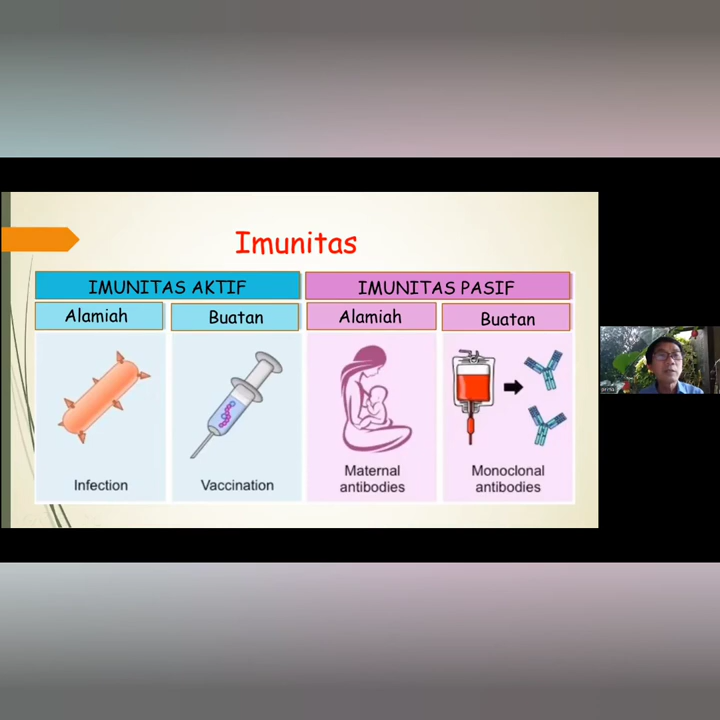 Imunitas
IMUNITAS AKTIF
IMUNITAS PASIF
Alamiah
Buatan
Alamiah
Buatan
Infection
Vaccination
Maternal
antibodies
Monoclonal
antibodies